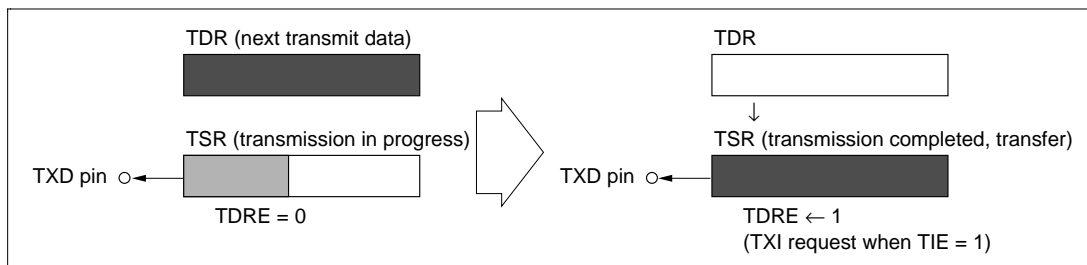 TDR (next transmit data)
TSR (transmission in progress)
TXD pin
TDRE = 0
TDR
↓
TSR (transmission completed, transfer)
TXD pin
TDRE ← 1
(TXI request when TIE = 1)